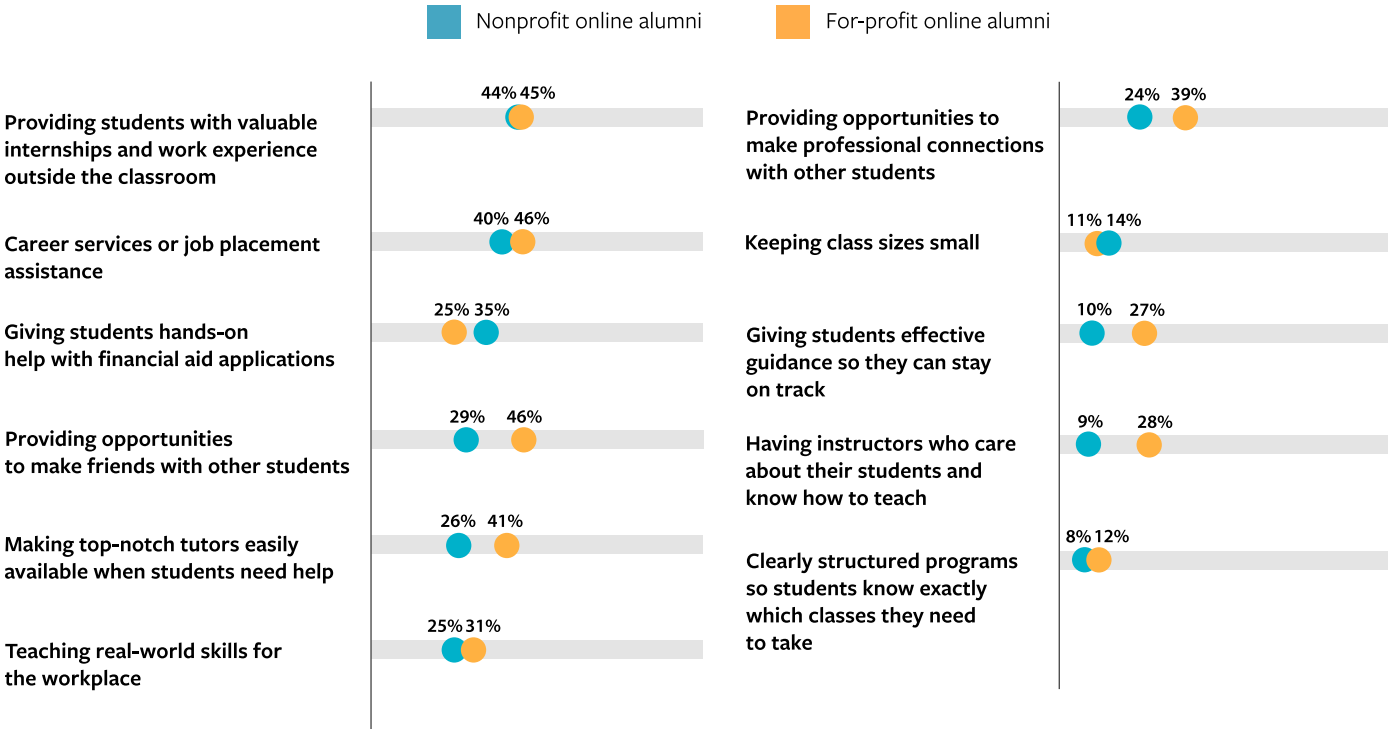 Nonprofit online alumni
For-profit online alumni
44% 45%
Providing students with valuable
internships and work experience
outside the classroom
40% 46%
Career services or job placement
assistance
25% 35%
Giving students hands-on
help with financial aid applications
29% 46%
Providing opportunities
to make friends with other students
26% 41%
Making top-notch tutors easily
available when students need help
25% 31%
Teaching real-world skills for
the workplace
24% 39%
Providing opportunities to
make professional connections
with other students
11% 14%
Keeping class sizes small
10% 27%
Giving students effective
guidance so they can stay
on track
9% 28%
Having instructors who care
about their students and
know how to teach
8% 12%
Clearly structured programs
so students know exactly
which classes they need
to take